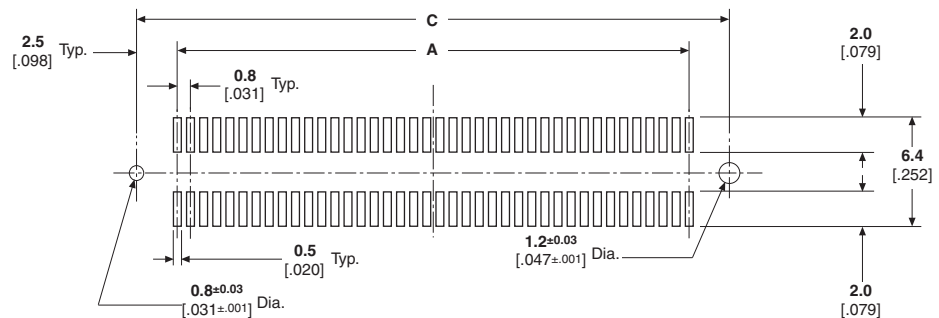 C
2.5 Typ.
[.098]
A
2.0
[.079]
0.8 Typ.
[.031]
6.4
[.252]
0.5 Typ.
[.020]
1.2±0.03 Dia.
[.047±.001]
0.8±0.03 Dia.
[.031±.001]
2.0
[.079]